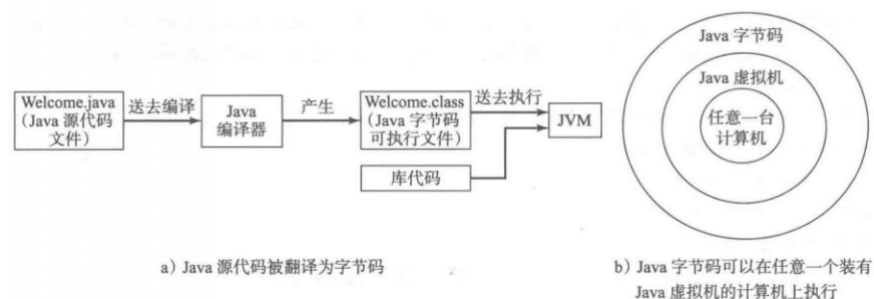 Welcome.java
(Java 源代码
文件)
送去编译
Java
编译器
产生
Welcome.class
(Java 字节码
可执行文件)
送去执行
JVM
库代码
a) Java 源代码被翻译为字节码
Java 字节码
Java 虚拟机
任意一台
计算机
b) Java 字节码可以在任意一个装有
Java 虚拟机的计算机上执行